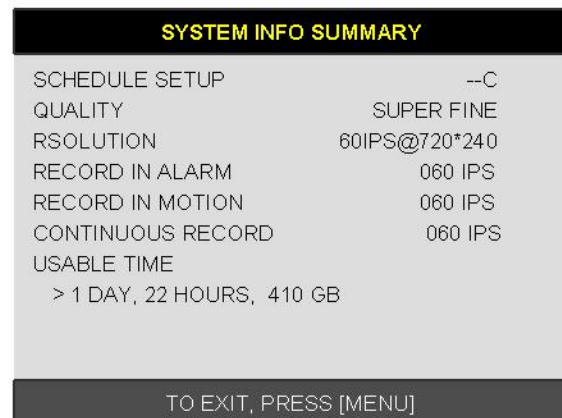 SYSTEM INFO SUMMARY
SCHEDULE SETUP --C
QUALITY SUPER FINE
RSOLUTION 60IPS@720*240
RECORD IN ALARM 060 IPS
RECORD IN MOTION 060 IPS
CONTINUOUS RECORD 060 IPS
USABLE TIME
> 1 DAY, 22 HOURS, 410 GB
TO EXIT, PRESS [MENU]